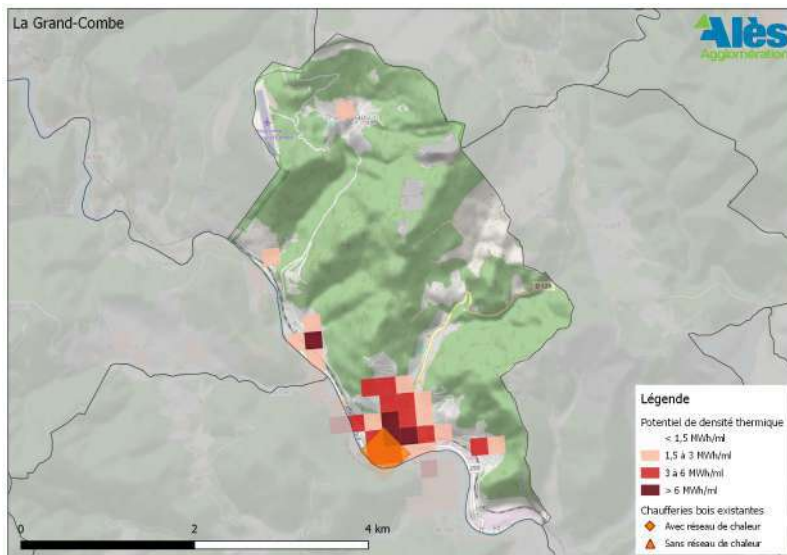 La Grand-Combe
Alès
Agglomération
D 128
Légende
Potentiel de densité thermique
< 1,5 MWh/ml
1,5 à 3 MWh/ml
3 à 6 MWh/ml
> 6 MWh/ml
Chaufferies bois existantes
Avec réseau de chaleur
Sans réseau de chaleur
0
2
4 km